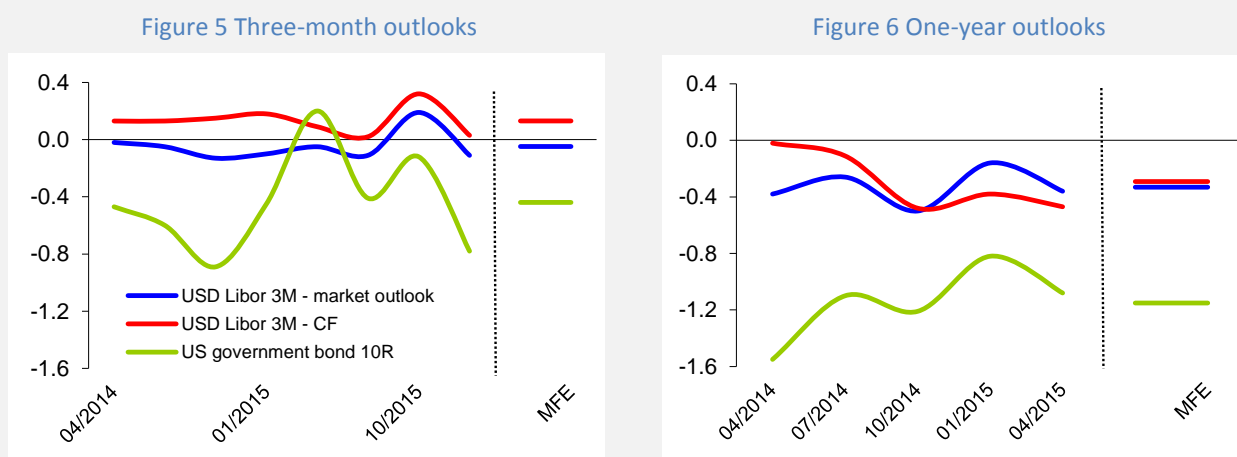 Figure 5 Three-month outlooks
0.4
0.0
-0.4
-0.8
-1.2
-1.6
USD Libor 3M - market outlook
USD Libor 3M - CF
US government bond 10R
04/2014
01/2015
10/2015
MFE
Figure 6 One-year outlooks
0.4
0.0
-0.4
-0.8
-1.2
-1.6
04/2014
07/2014
10/2014
01/2015
04/2015
MFE